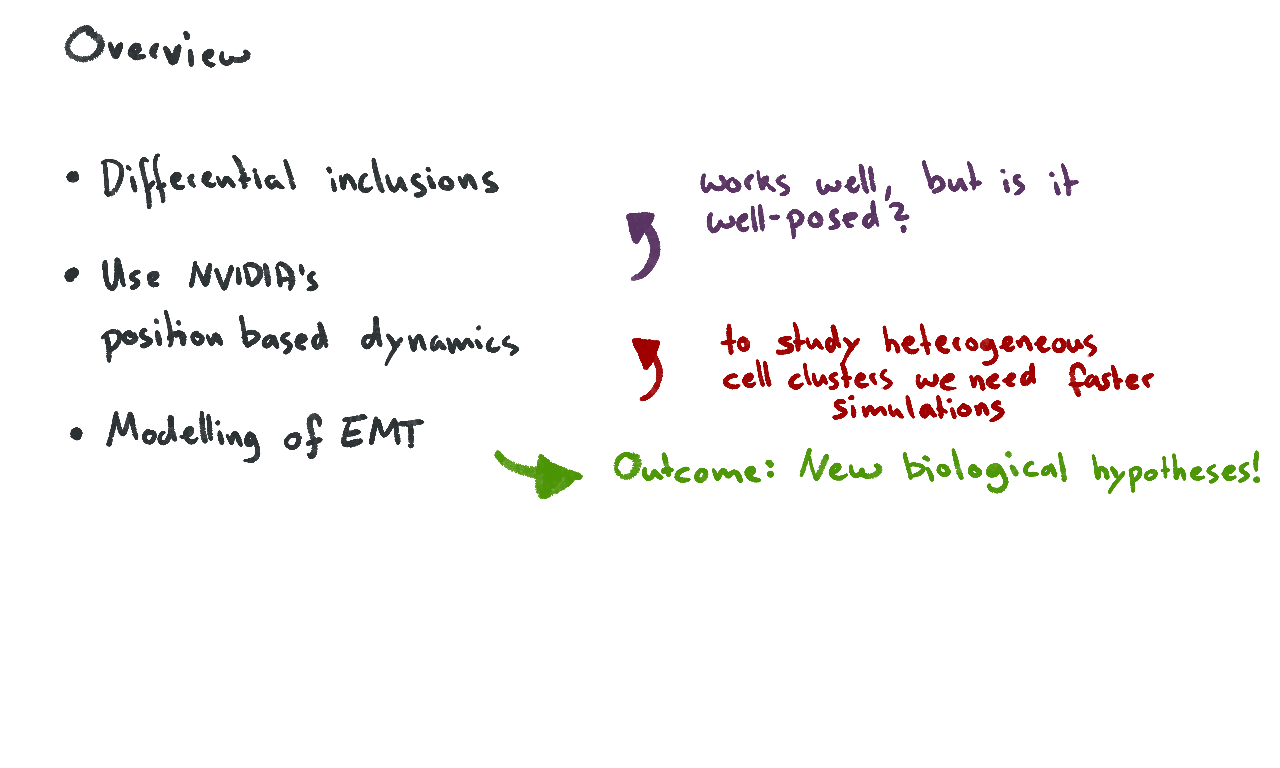 Overview
• Differential inclusions
works well, but is it
well-posed?
• Use NVIDIA's
position based dynamics
to study heterogeneous
cell clusters we need faster
simulations
• Modelling of EMT
Outcome: New biological hypotheses!